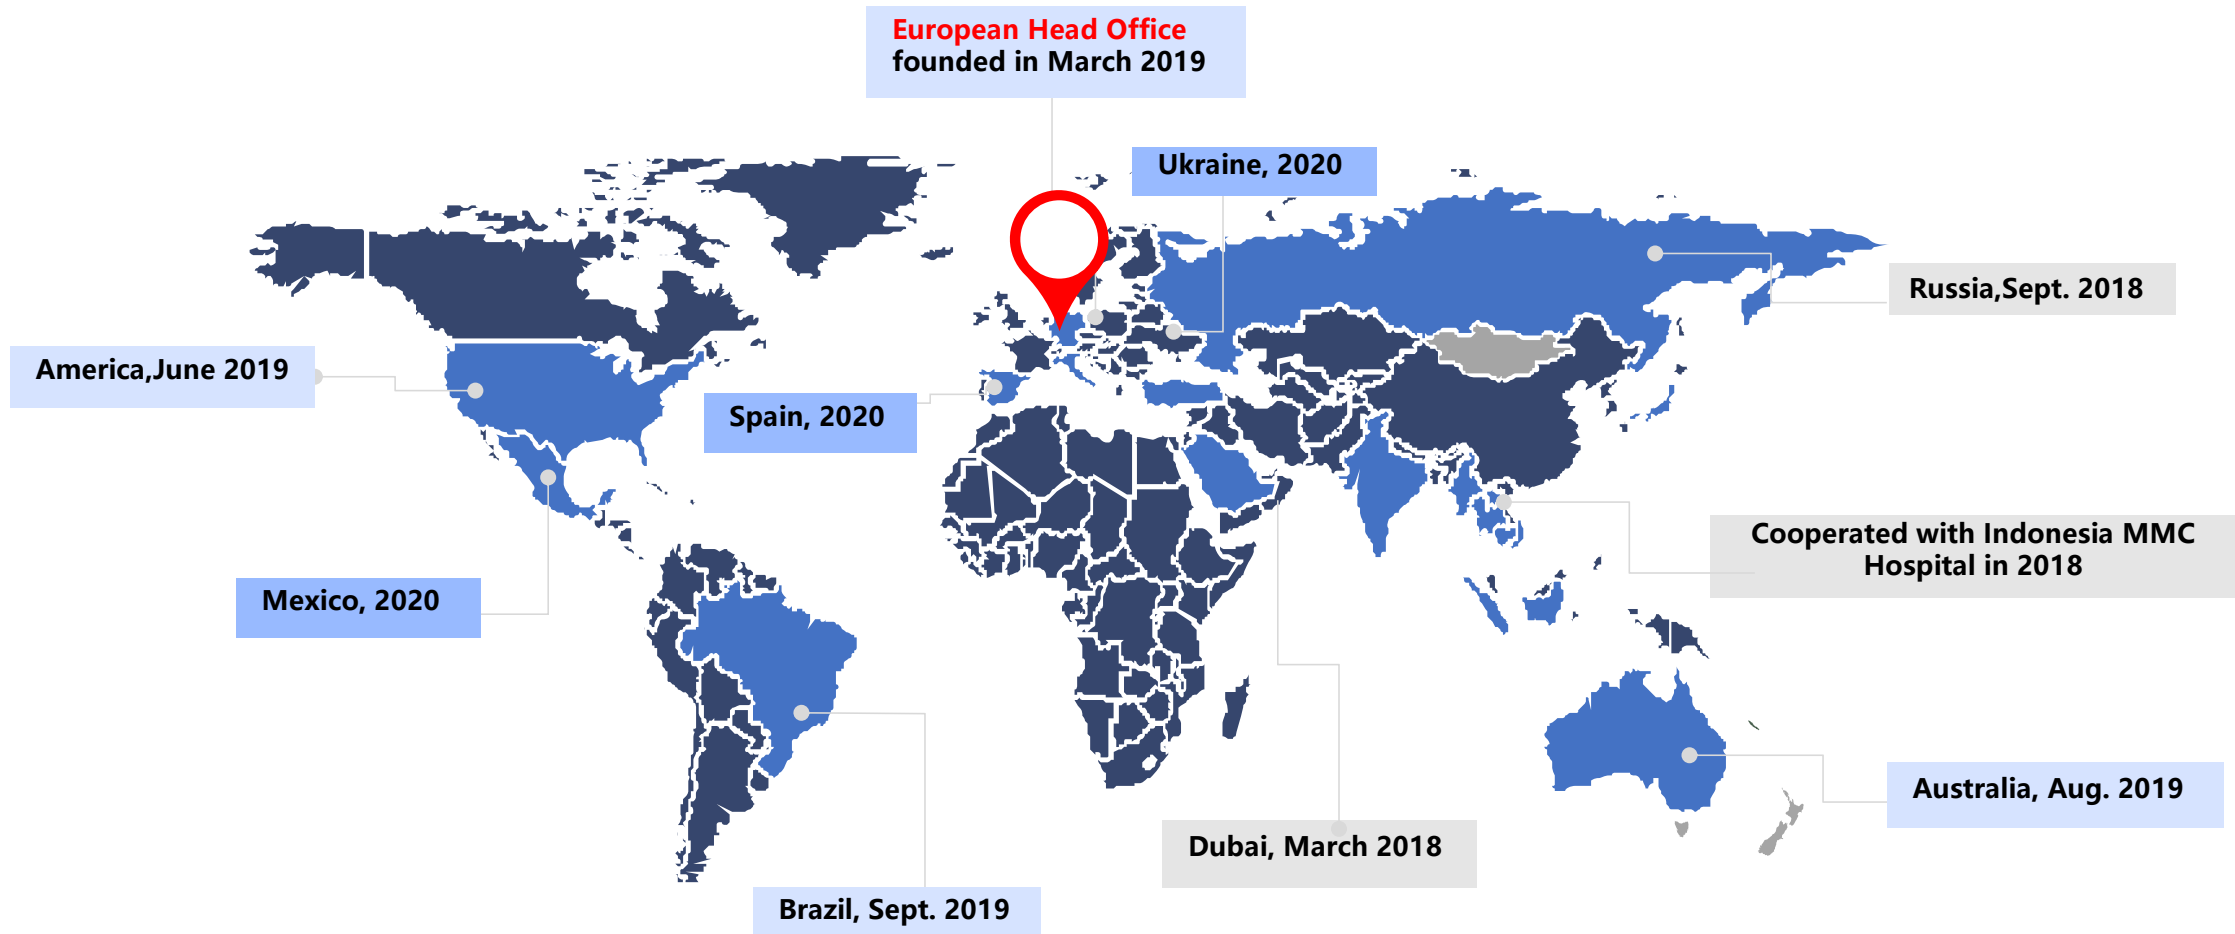 European Head Office
founded in March 2019
Ukraine, 2020
Russia,Sept. 2018
America,June 2019
Spain, 2020
Cooperated with Indonesia MMC
Hospital in 2018
Mexico, 2020
Australia, Aug. 2019
Dubai, March 2018
Brazil, Sept. 2019